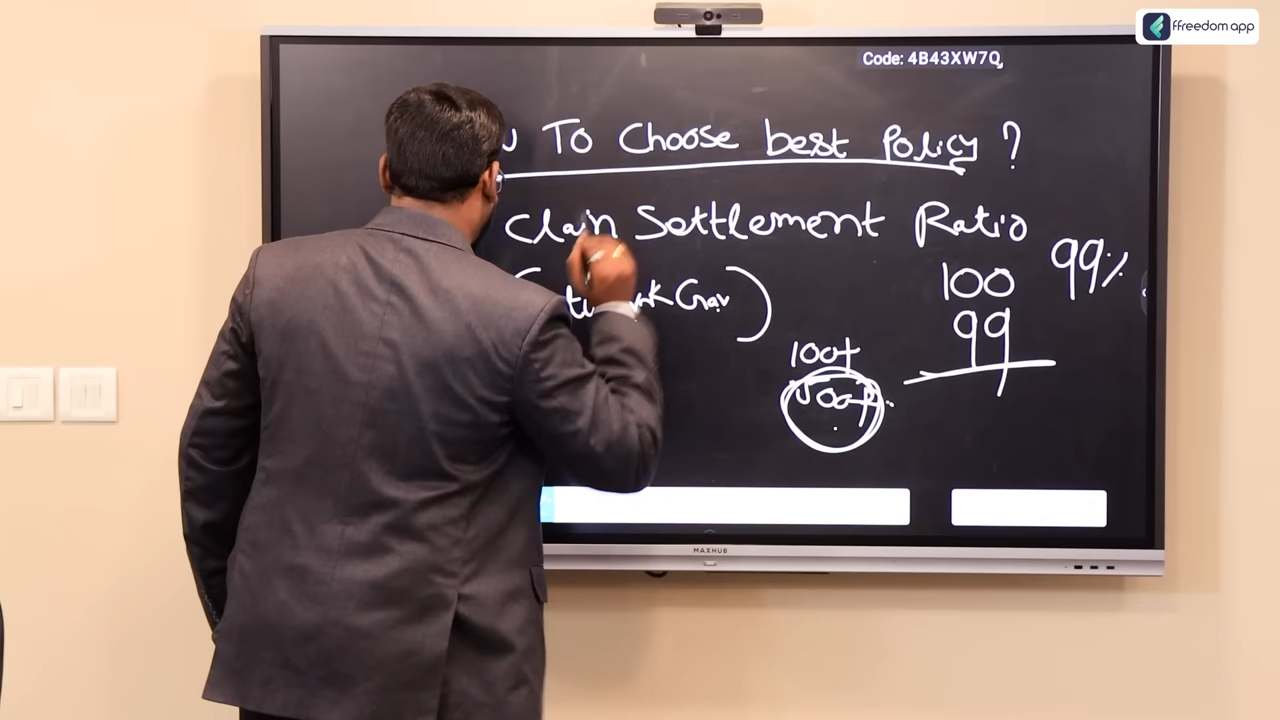 ffreedom app
Code: 4B43XW7Q
To Choose best Policy ?
Claim Settlement Ratio
99%
100
99
100+
MAXHUB